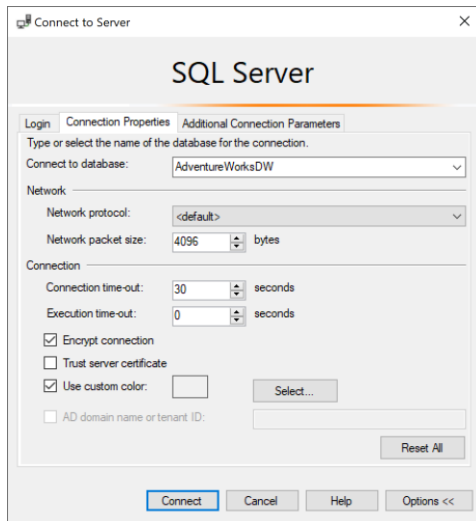 Connect to Server
SQL Server
Login Connection Properties Additional Connection Parameters
Type or select the name of the database for the connection.
Connect to database: AdventureWorksDW
Network
Network protocol: <default>
Network packet size: 4096 bytes
Connection
Connection time-out: 30 seconds
Execution time-out: 0 seconds
Encrypt connection
Trust server certificate
Use custom color: Select...
AD domain name or tenant ID:
Reset All
Connect Cancel Help Options <<